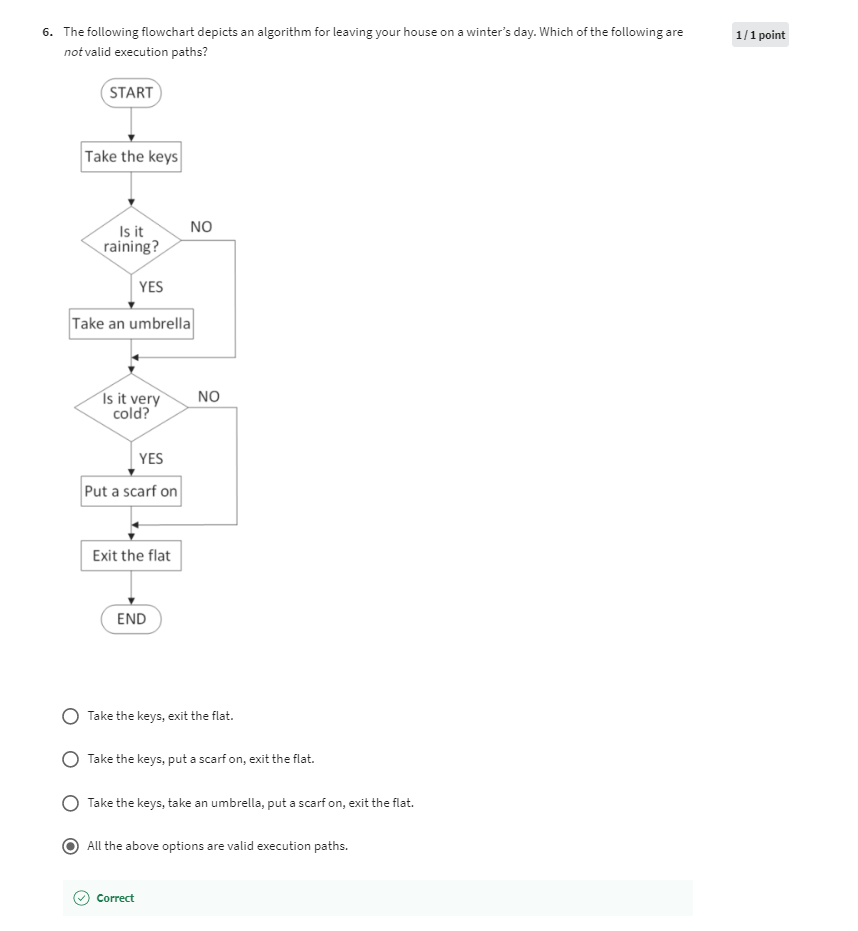 6. The following flowchart depicts an algorithm for leaving your house on a winter's day. Which of the following are
not valid execution paths?
1 / 1 point
START
Take the keys
Is it
raining?
NO
YES
Take an umbrella
Is it very
cold?
NO
YES
Put a scarf on
Exit the flat
END
Take the keys, exit the flat.
Take the keys, put a scarf on, exit the flat.
Take the keys, take an umbrella, put a scarf on, exit the flat.
All the above options are valid execution paths.
Correct